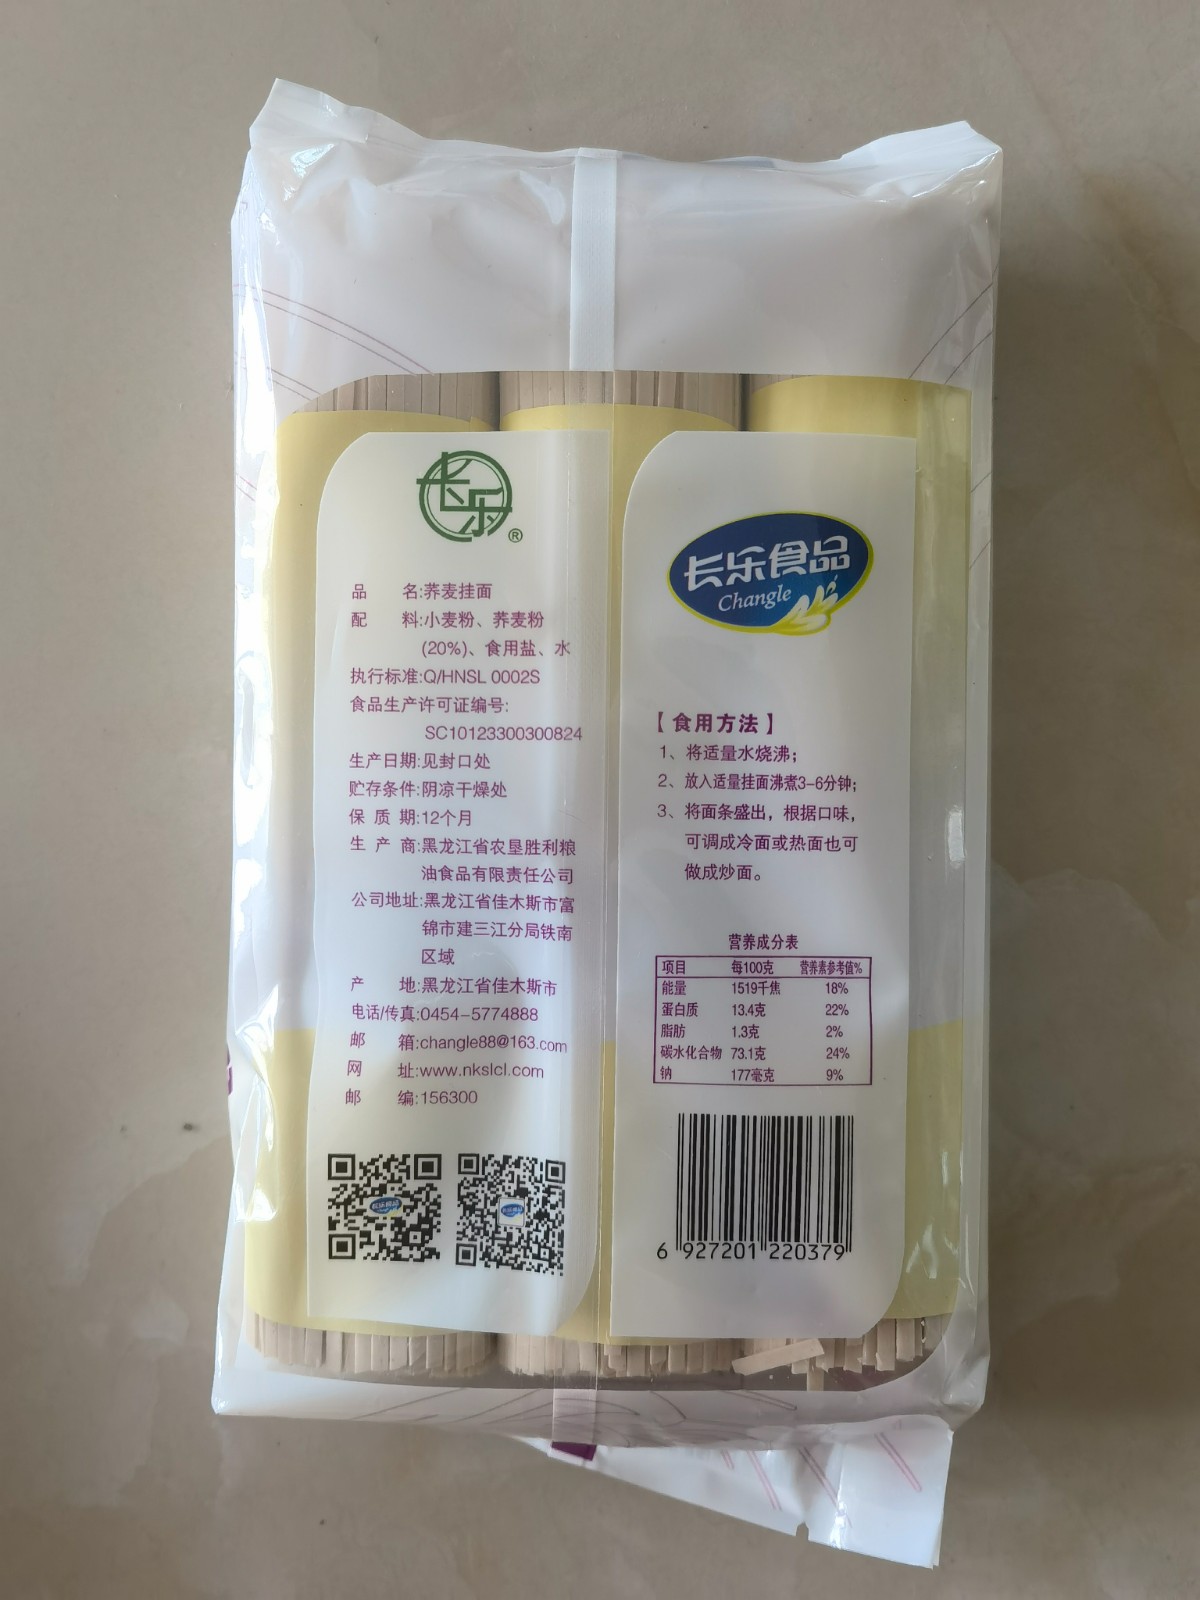 长乐®
品 名:荞麦挂面
配 料:小麦粉、荞麦粉
(20%)、食用盐、水
执行标准:Q/HNSL 0002S
食品生产许可证编号:
SC10123300300824
生产日期:见封口处
贮存条件:阴凉干燥处
保 质 期:12个月
生 产 商:黑龙江省农垦胜利粮
油食品有限责任公司
公司地址:黑龙江省佳木斯市富
锦市建三江分局铁南
区域
产 地:黑龙江省佳木斯市
电话/传真:0454-5774888
邮 箱:changle88@163.com
网 址:www.nkslcl.com
邮 编:156300
长乐食品
长乐食品
长乐食品
Changle
【食用方法】
1、将适量水烧沸；
2、放入适量挂面沸煮3-6分钟；
3、将面条盛出，根据口味，
可调成冷面或热面也可
做成炒面。
营养成分表
项目 每100克 营养素参考值%
能量 1519千焦 18%
蛋白质 13.4克 22%
脂肪 1.3克 2%
碳水化合物 73.1克 24%
钠 177毫克 9%
6 927201 220379